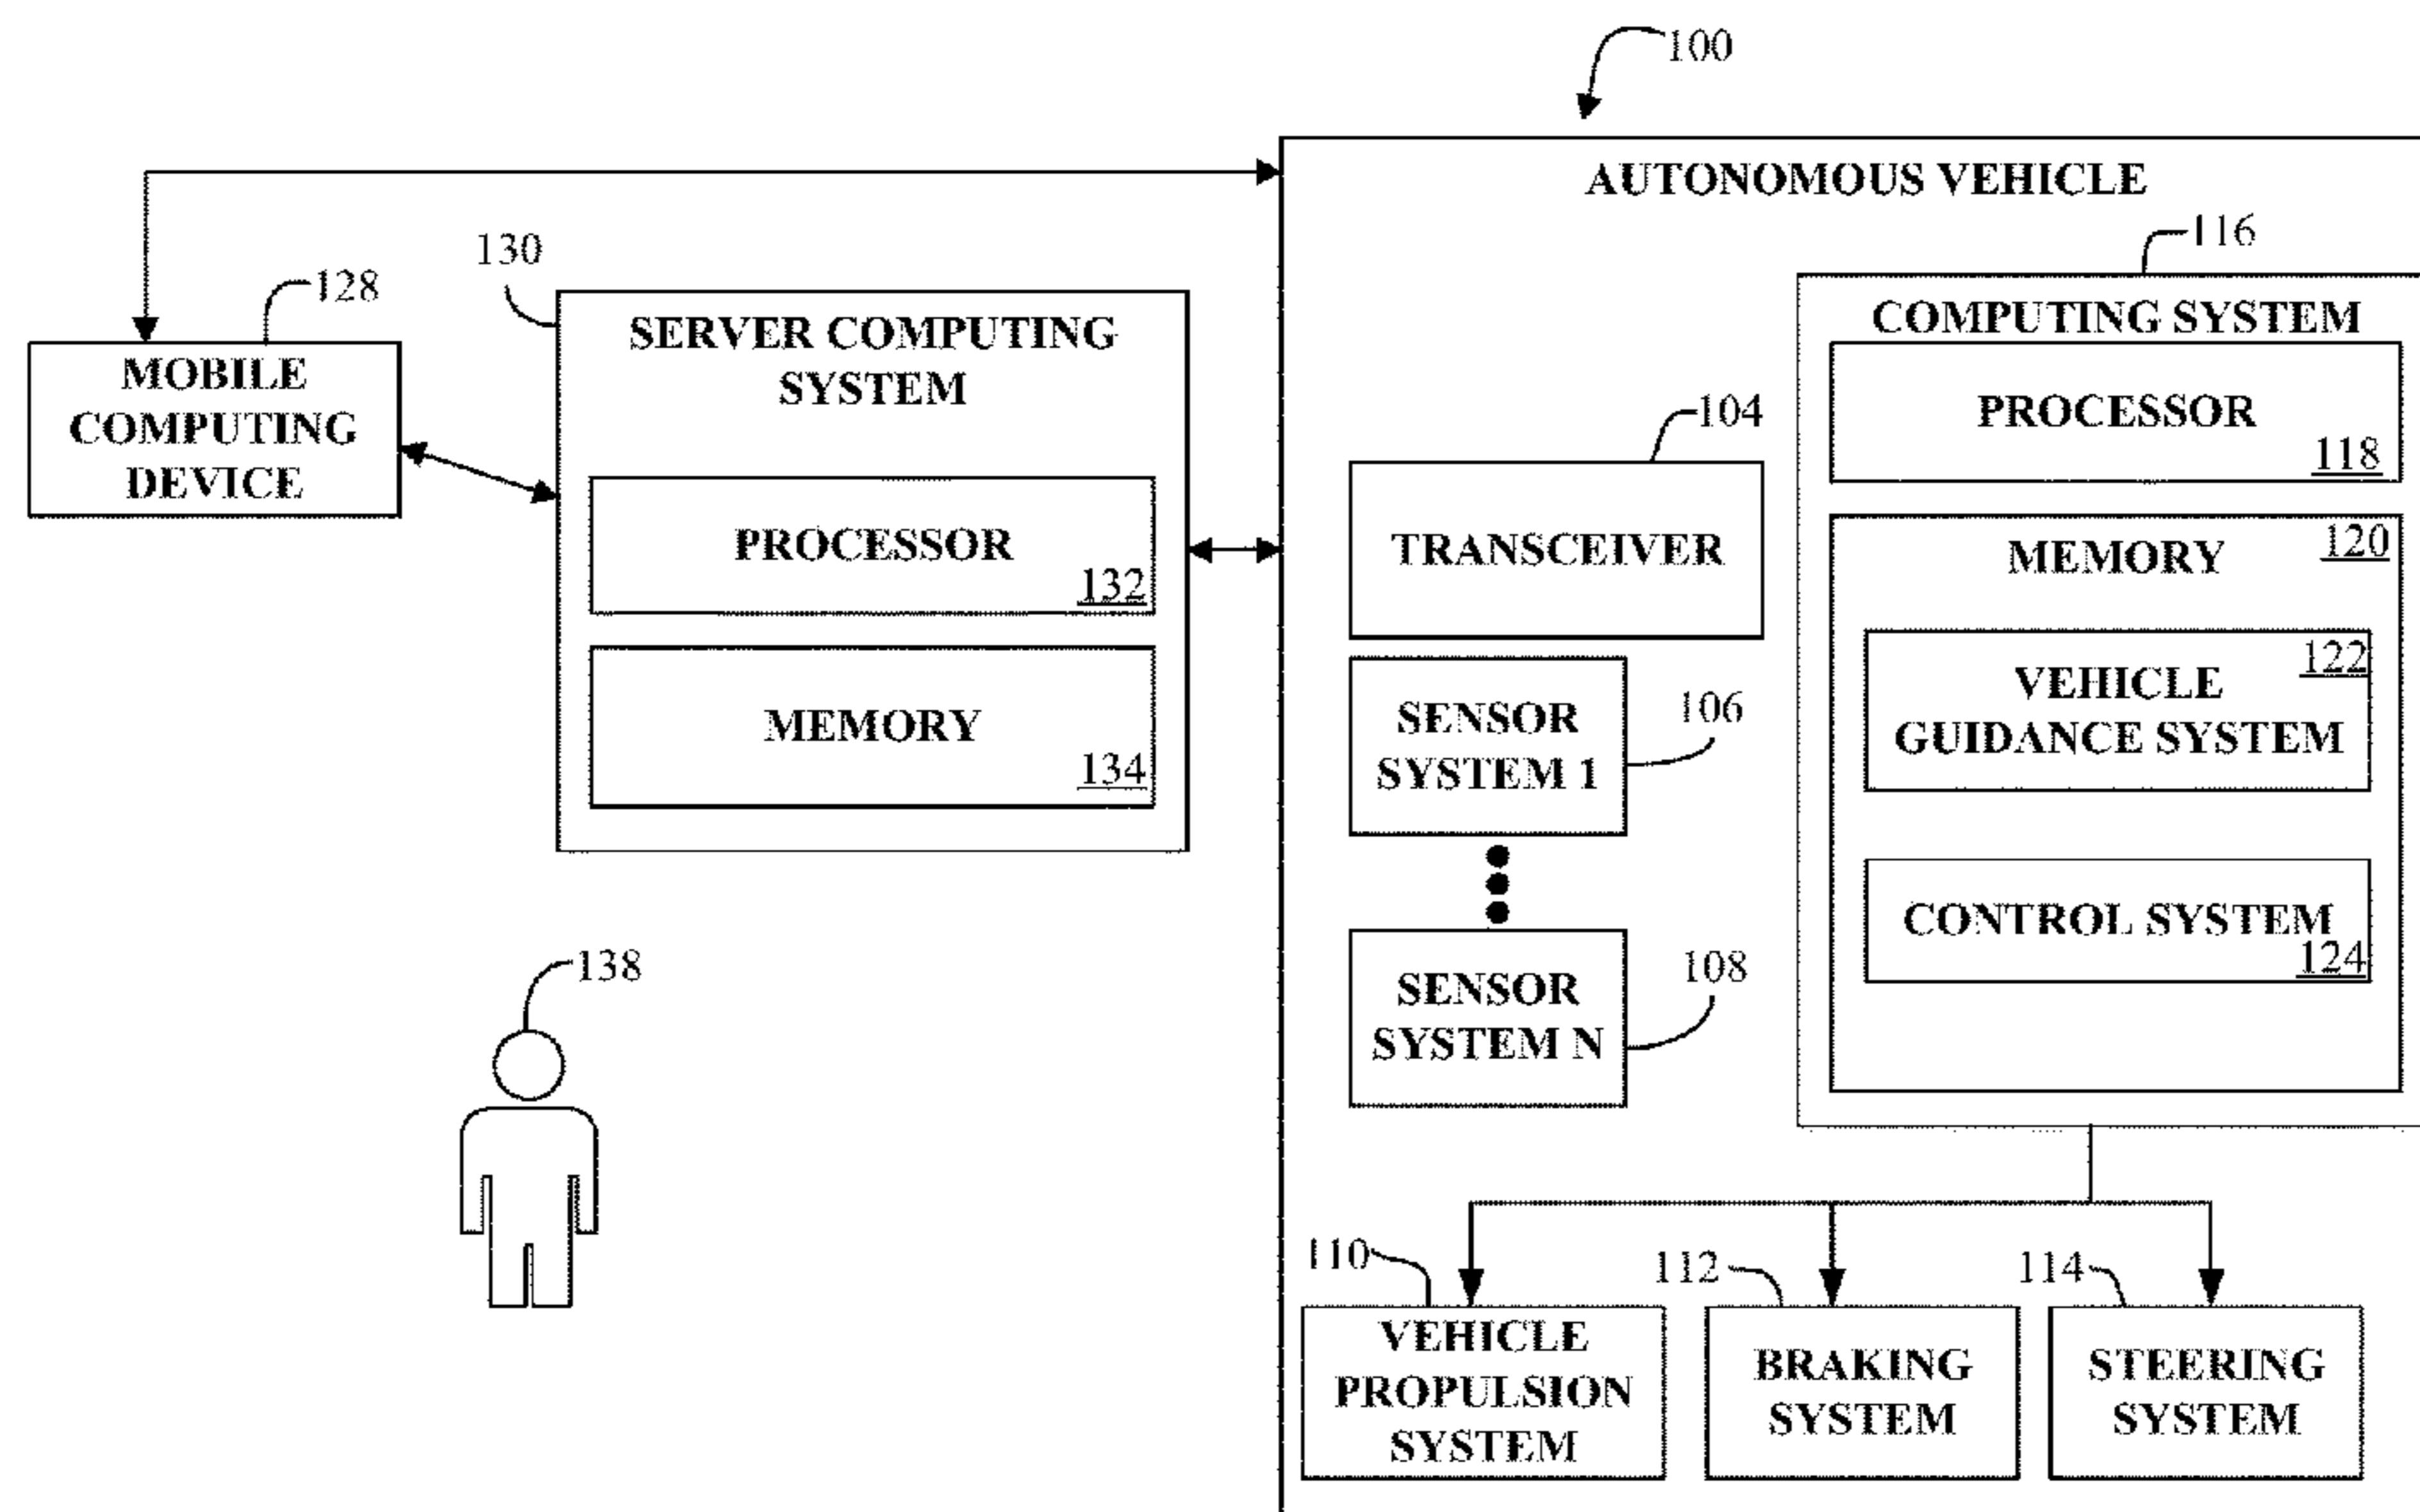 100
AUTONOMOUS VEHICLE
116
COMPUTING SYSTEM
PROCESSOR
118
MEMORY
120
VEHICLE
GUIDANCE SYSTEM
122
CONTROL SYSTEM
124
128
MOBILE
COMPUTING
DEVICE
130
SERVER COMPUTING
SYSTEM
PROCESSOR
132
MEMORY
134
104
TRANSCEIVER
SENSOR
SYSTEM 1
106
SENSOR
SYSTEM N
108
138
110
VEHICLE
PROPULSION
SYSTEM
112
BRAKING
SYSTEM
114
STEERING
SYSTEM